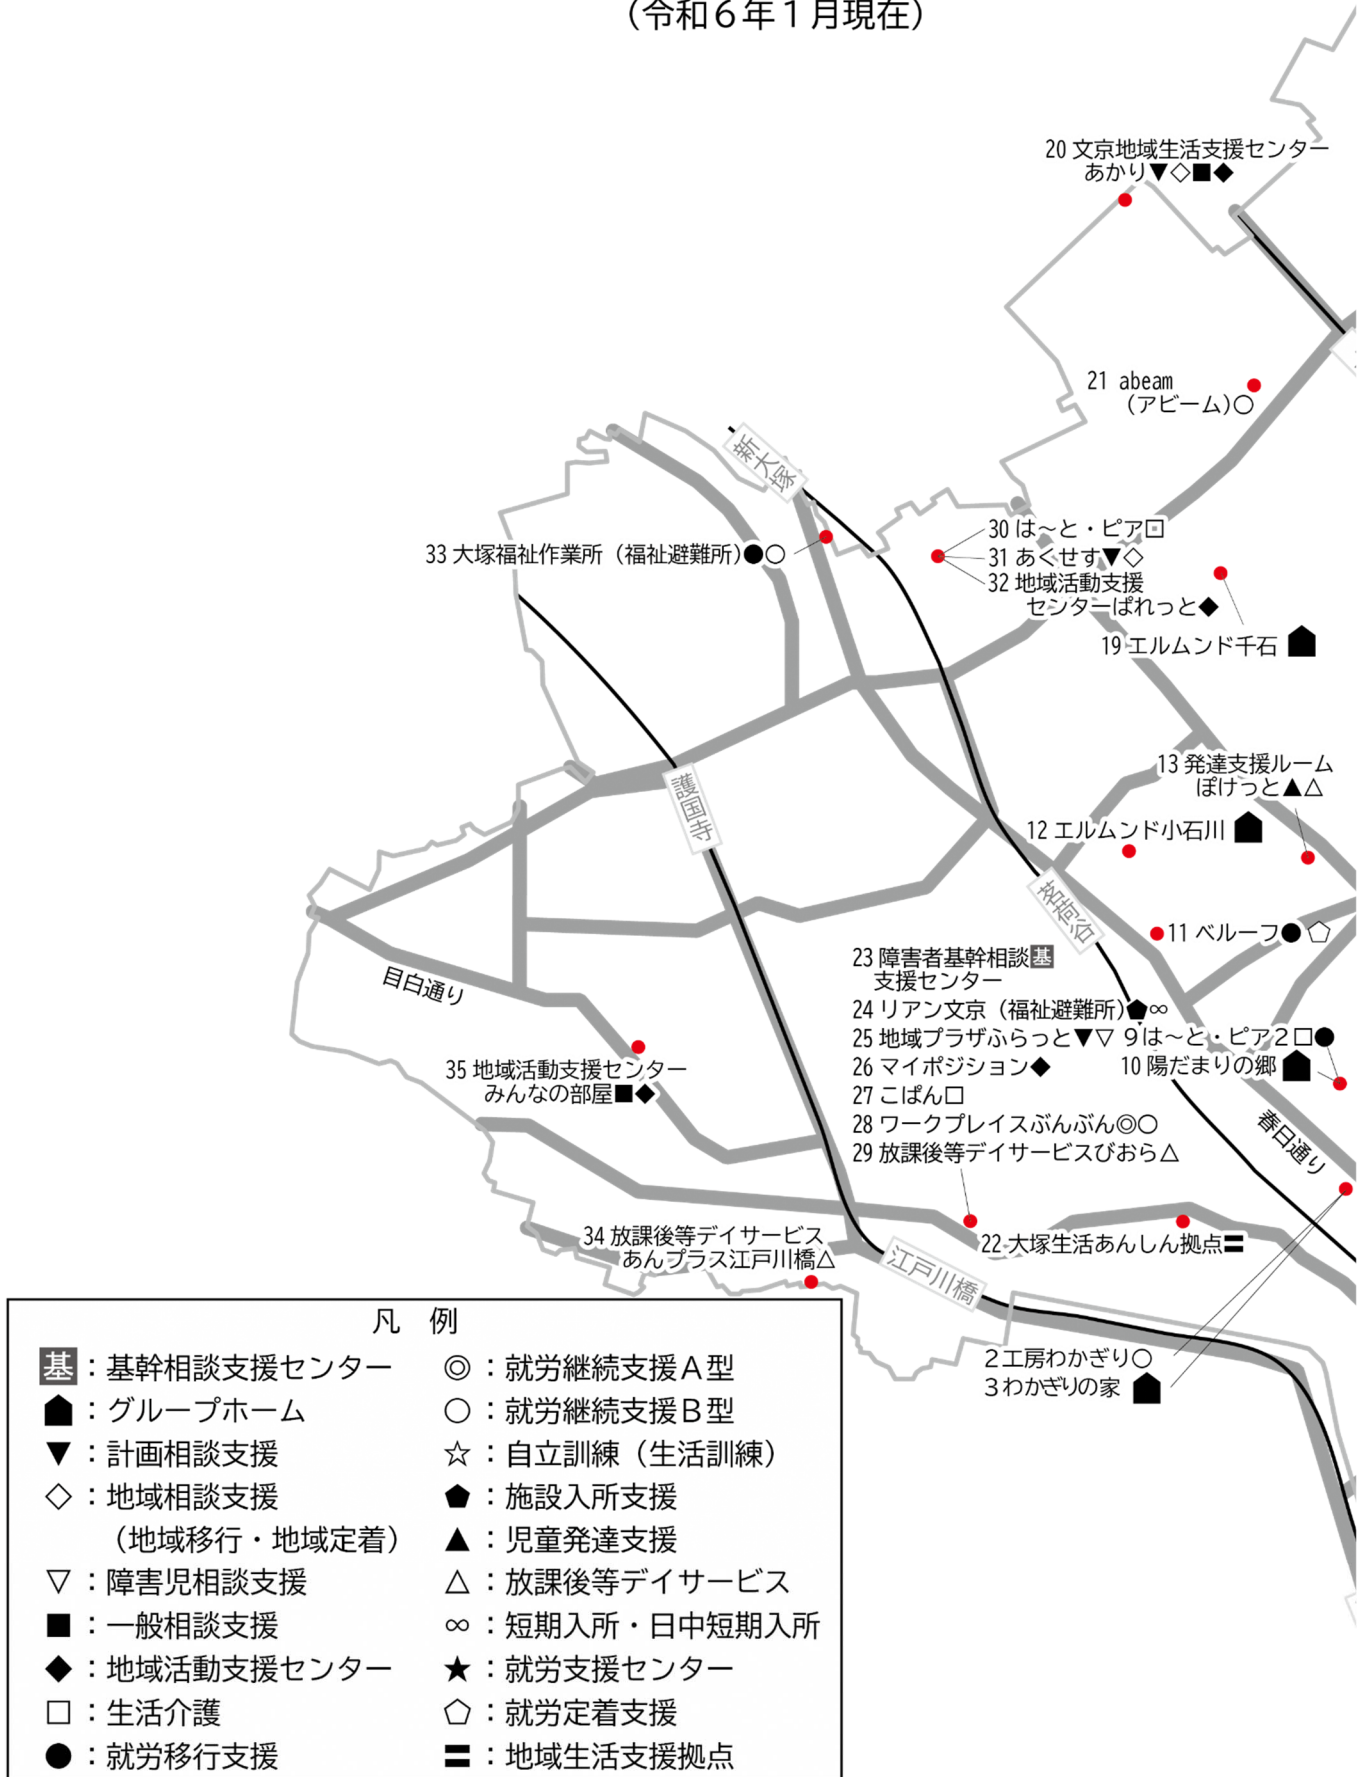 （令和６年１月現在）
20 文京地域生活支援センター
あかり▼◇■◆
21 abeam
（アビーム）○
新大塚
33 大塚福祉作業所（福祉避難所）●○
30 は～と・ピア
31 あくせす▼◇
32 地域活動支援
センターぱれっと◆
19 エルムンド千石
護国寺
13 発達支援ルーム
ぽけっと▲△
12 エルムンド小石川
茗荷谷
11 ベルーフ●⬠
目白通り
23 障害者基幹相談基
支援センター
24 リアン文京（福祉避難所）⬟∞
25 地域プラザふらっと▼▽
26 マイポジション◆
27 こぱん□
28 ワークプレイスぶんぶん◎○
29 放課後等デイサービスびおら△
９は～と・ピア２□●
10 陽だまりの郷
35 地域活動支援センター
みんなの部屋■◆
春日通り
34 放課後等デイサービス
あんプラス江戸川橋△
22 大塚生活あんしん拠点〓
江戸川橋
２工房わかぎり○
３わかぎりの家
凡　例
基：基幹相談支援センター
：グループホーム
▼：計画相談支援
◇：地域相談支援
（地域移行・地域定着）
▽：障害児相談支援
■：一般相談支援
◆：地域活動支援センター
□：生活介護
●：就労移行支援
◎：就労継続支援Ａ型
○：就労継続支援Ｂ型
☆：自立訓練（生活訓練）
⬟：施設入所支援
▲：児童発達支援
△：放課後等デイサービス
∞：短期入所・日中短期入所
★：就労支援センター
⬠：就労定着支援
〓：地域生活支援拠点